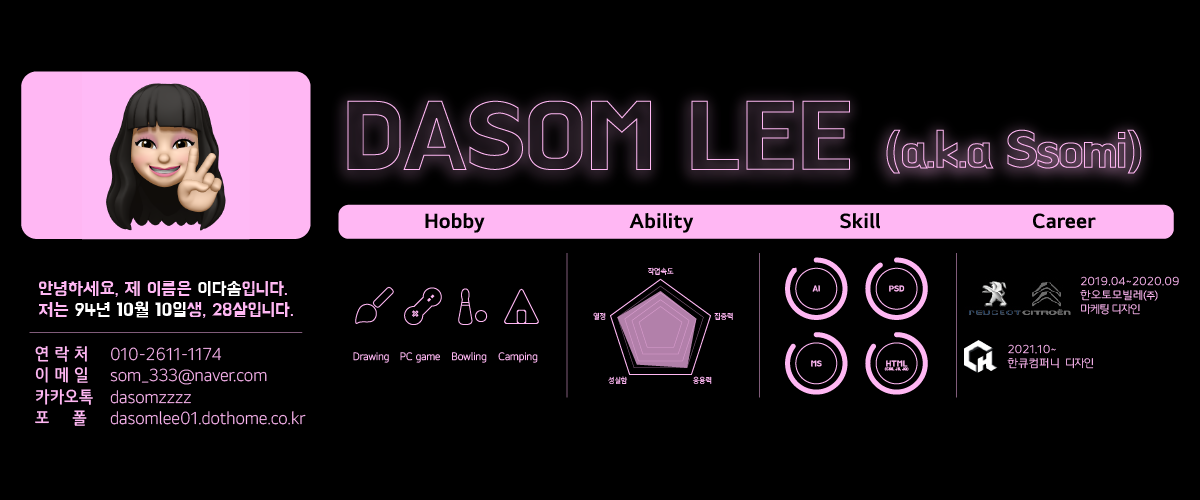 DASOM LEE (a.k.a Ssomi)
Hobby Ability Skill Career
안녕하세요, 제 이름은 이다솜입니다.
저는 94년 10월 10일생, 28살입니다.
연 락 처 010-2611-1174
이 메 일 som_333@naver.com
카카오톡 dasomzzzz
포 폴 dasomlee01.dothome.co.kr
Drawing PC game Bowling Camping
작업속도
열정 집중력
성실함 응용력
AI PSD
MS HTML
PEUGEOT CITROËN
2019.04~2020.09
한오토모빌레(주)
마케팅 디자인
2021.10~
한큐컴퍼니 디자인